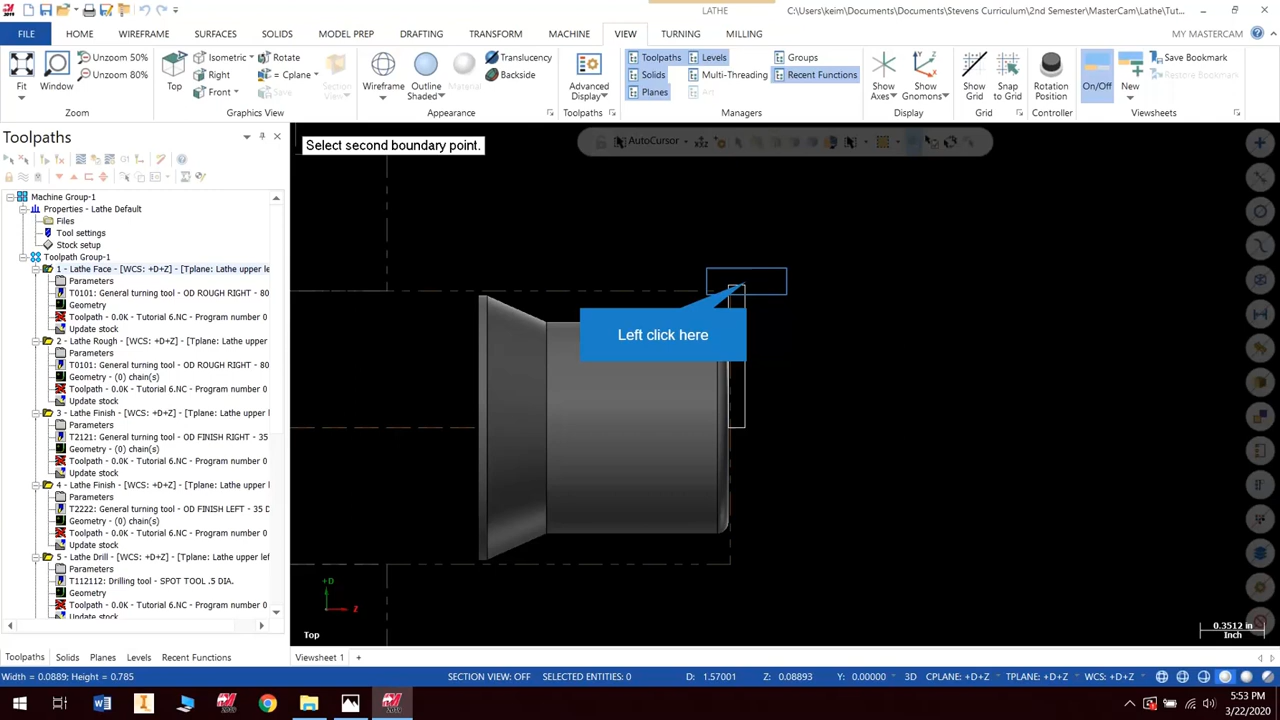 LATHE
C:\Users\keim\Documents\Documents\Stevens Curriculum\2nd Semester\MasterCam\Lathe\Tut...
FILE HOME WIREFRAME SURFACES SOLIDS MODEL PREP DRAFTING TRANSFORM MACHINE VIEW TURNING MILLING MY MASTERCAM
Fit
Window
Unzoom 50%
Unzoom 80%
Zoom
Top
Isometric
Right
Front
Rotate
= Cplane
Save
Section
View
Graphics View
Wireframe
Outline
Shaded
Material
Translucency
Backside
Appearance
Advanced
Display
Toolpaths
Toolpaths
Solids
Planes
Levels
Multi-Threading
Art
Groups
Recent Functions
Managers
Show
Axes
Show
Gnomons
Display
Show
Grid
Snap
to Grid
Grid
Rotation
Position
Controller
On/Off
New
Save Bookmark
Restore Bookmark
Viewsheets
Toolpaths
Select second boundary point.
AutoCursor
Machine Group-1
Properties - Lathe Default
Files
Tool settings
Stock setup
Toolpath Group-1
1 - Lathe Face - [WCS: +D+Z] - [Tplane: Lathe upper le
Parameters
T0101: General turning tool - OD ROUGH RIGHT - 80
Geometry
Toolpath - 0.0K - Tutorial 6.NC - Program number 0
Update stock
2 - Lathe Rough - [WCS: +D+Z] - [Tplane: Lathe upper
Parameters
T0101: General turning tool - OD ROUGH RIGHT - 80
Geometry - (0) chain(s)
Toolpath - 0.0K - Tutorial 6.NC - Program number 0
Update stock
3 - Lathe Finish - [WCS: +D+Z] - [Tplane: Lathe upper l
Parameters
T2121: General turning tool - OD FINISH RIGHT - 35
Geometry - (0) chain(s)
Toolpath - 0.0K - Tutorial 6.NC - Program number 0
Update stock
4 - Lathe Finish - [WCS: +D+Z] - [Tplane: Lathe upper l
Parameters
T2222: General turning tool - OD FINISH LEFT - 35 D
Geometry - (0) chain(s)
Toolpath - 0.0K - Tutorial 6.NC - Program number 0
Update stock
5 - Lathe Drill - [WCS: +D+Z] - [Tplane: Lathe upper lef
Parameters
T112112: Drilling tool - SPOT TOOL .5 DIA.
Geometry
Toolpath - 0.0K - Tutorial 6.NC - Program number 0
Update stock
Left click here
+D
Z
Top
0.3512 in
Inch
Toolpaths Solids Planes Levels Recent Functions
Viewsheet 1 +
Width = 0.0889; Height = 0.785 SECTION VIEW: OFF SELECTED ENTITIES: 0 D: 1.57001 Z: 0.08893 Y: 0.00000 3D CPLANE: +D+Z TPLANE: +D+Z WCS: +D+Z
5:53 PM
3/22/2020